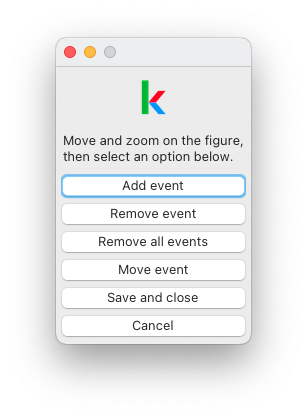 k
Move and zoom on the figure,
then select an option below.
Add event
Remove event
Remove all events
Move event
Save and close
Cancel